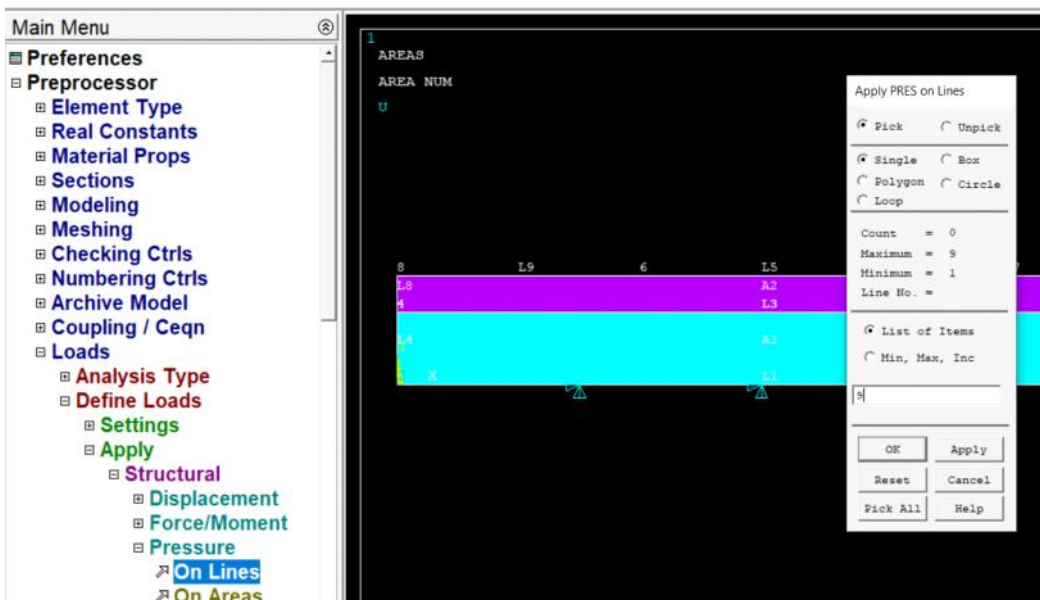 Main Menu
Preferences
Preprocessor
Element Type
Real Constants
Material Props
Sections
Modeling
Meshing
Checking Ctrls
Numbering Ctrls
Archive Model
Coupling / Ceqn
Loads
Analysis Type
Define Loads
Settings
Apply
Structural
Displacement
Force/Moment
Pressure
On Lines
On Areas
1
AREAS
AREA NUM
U
8 L9 6 L5
L8 A2
4 L3
L4 A1
X L1
Apply PRES on Lines
Pick Unpick
Single Box
Polygon Circle
Loop
Count = 0
Maximum = 9
Minimum = 1
Line No. =
List of Items
Min, Max, Inc
9
OK Apply
Reset Cancel
Pick All Help